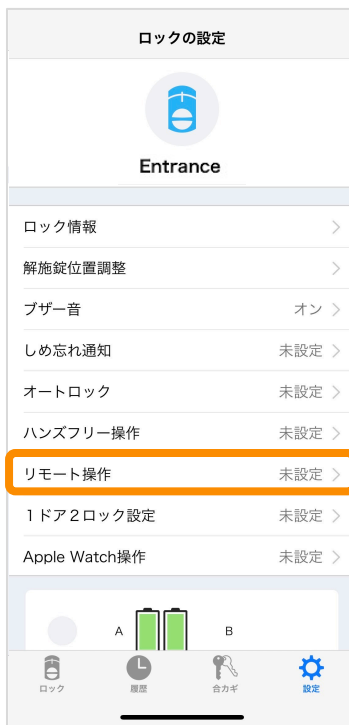 ロックの設定
Entrance
ロック情報
解施錠位置調整
ブザー音 オン
しめ忘れ通知 未設定
オートロック 未設定
ハンズフリー操作 未設定
リモート操作 未設定
1ドア2ロック設定 未設定
Apple Watch操作 未設定
A B
ロック 履歴 合カギ 設定